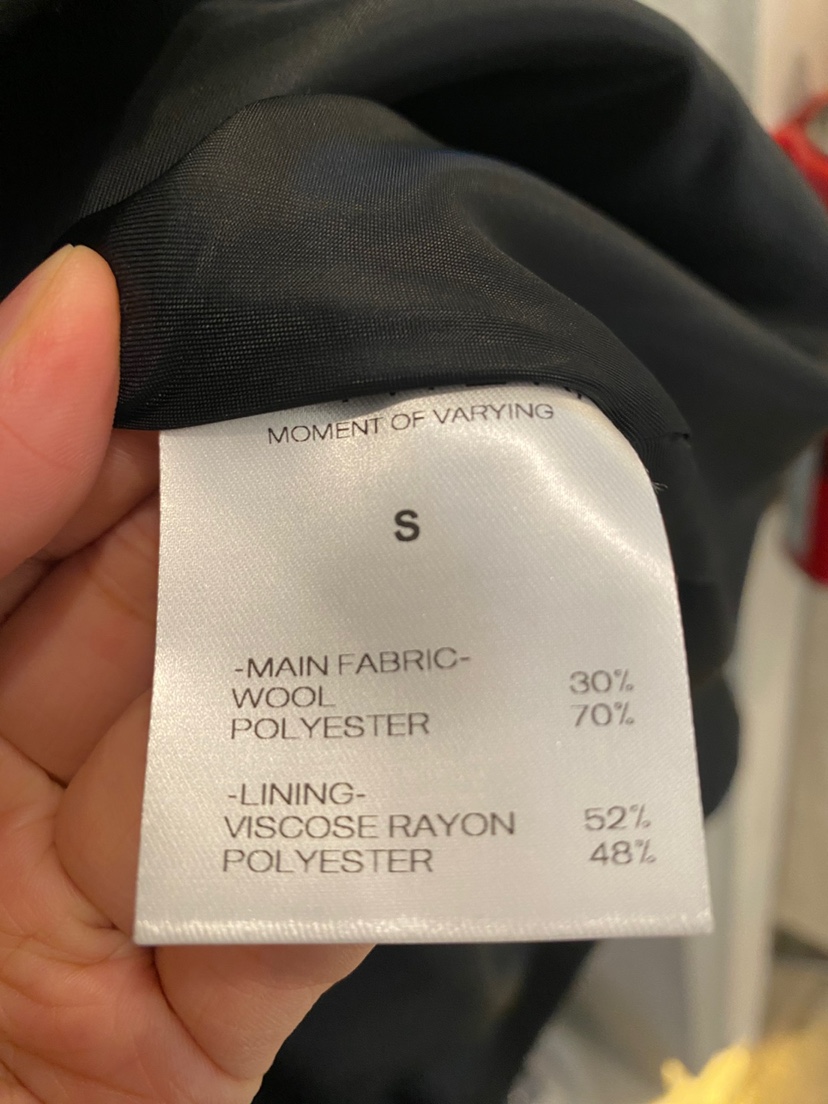 MOMENT OF VARYING
S
-MAIN FABRIC-
WOOL 30%
POLYESTER 70%
-LINING-
VISCOSE RAYON 52%
POLYESTER 48%